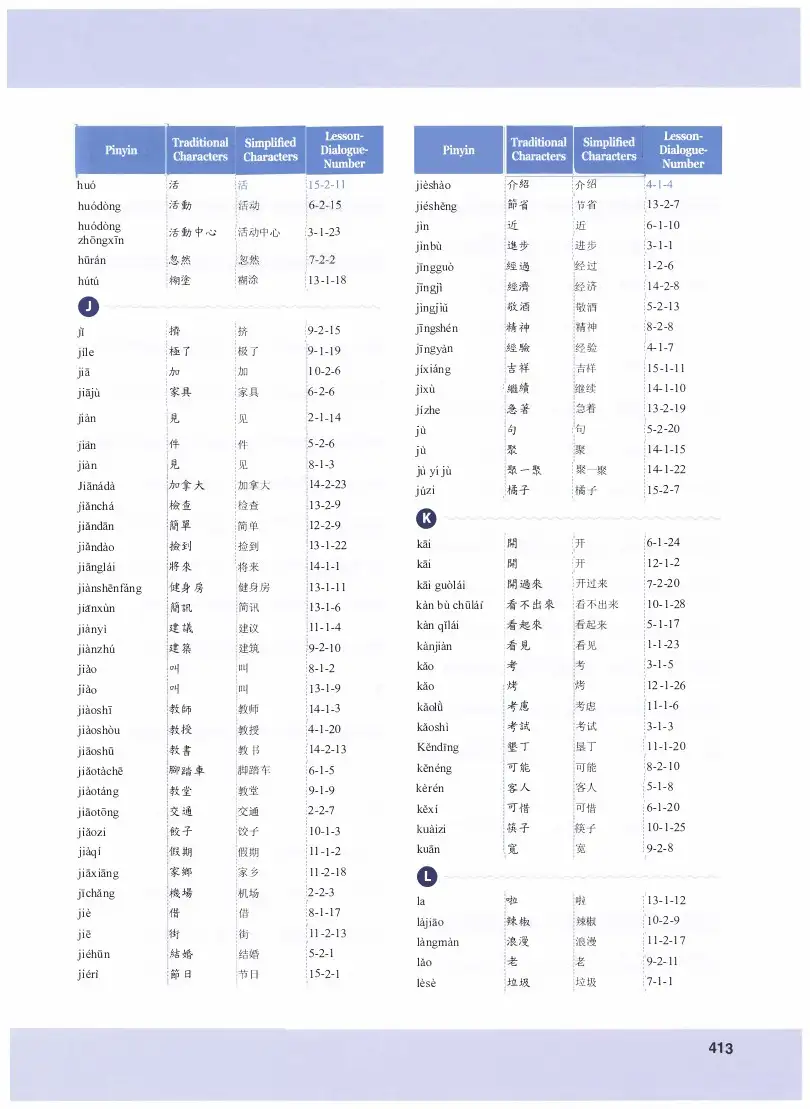 Pinyin Traditional Characters Simplified Characters Lesson-Dialogue-Number
huó 活 活 15-2-11
huódòng 活動 活动 6-2-15
huódòng zhōngxīn 活動中心 活动中心 3-1-23
hūrán 忽然 忽然 7-2-2
hútú 糊塗 糊涂 13-1-18
J
jǐ 擠 挤 9-2-15
jíle 極了 极了 9-1-19
jiā 加 加 10-2-6
jiājù 家具 家具 6-2-6
jiàn 見 见 2-1-14
jiàn 件 件 5-2-6
jiàn 見 见 8-1-3
Jiānádà 加拿大 加拿大 14-2-23
jiǎnchá 檢查 检查 13-2-9
jiǎndān 簡單 简单 12-2-9
jiǎndào 撿到 捡到 13-1-22
jiānglái 將來 将来 14-1-1
jiànshēnfáng 健身房 健身房 13-1-11
jiǎnxùn 簡訊 简讯 13-1-6
jiànyì 建議 建议 11-1-4
jiànzhú 建築 建筑 9-2-10
jiào 叫 叫 8-1-2
jiào 叫 叫 13-1-9
jiàoshī 教師 教师 14-1-3
jiàoshòu 教授 教授 4-1-20
jiāoshū 教書 教书 14-2-13
jiǎotàchē 腳踏車 脚踏车 6-1-5
jiàotáng 教堂 教堂 9-1-9
jiāotōng 交通 交通 2-2-7
jiǎozi 餃子 饺子 10-1-3
jiàqí 假期 假期 11-1-2
jiāxiāng 家鄉 家乡 11-2-18
jīchǎng 機場 机场 2-2-3
jiè 借 借 8-1-17
jiē 街 街 11-2-13
jiéhūn 結婚 结婚 5-2-1
jiérì 節日 节日 15-2-1
Pinyin Traditional Characters Simplified Characters Lesson-Dialogue-Number
jièshào 介紹 介绍 4-1-4
jiéshěng 節省 节省 13-2-7
jìn 近 近 6-1-10
jìnbù 進步 进步 3-1-1
jīngguò 經過 经过 1-2-6
jīngjì 經濟 经济 14-2-8
jìngjiǔ 敬酒 敬酒 5-2-13
jīngshén 精神 精神 8-2-8
jīngyàn 經驗 经验 4-1-7
jíxiáng 吉祥 吉祥 15-1-11
jìxù 繼續 继续 14-1-10
jízhe 急著 急着 13-2-19
jù 句 句 5-2-20
jù 聚 聚 14-1-15
jù yí jù 聚一聚 聚一聚 14-1-22
júzi 橘子 橘子 15-2-7
K
kāi 開 开 6-1-24
kāi 開 开 12-1-2
kāi guòlái 開過來 开过来 7-2-20
kàn bù chūláí 看不出來 看不出来 10-1-28
kàn qǐlái 看起來 看起来 5-1-17
kànjiàn 看見 看见 1-1-23
kǎo 考 考 3-1-5
kǎo 烤 烤 12-1-26
kǎolǜ 考慮 考虑 11-1-6
kǎoshì 考試 考试 3-1-3
Kěndīng 墾丁 垦丁 11-1-20
kěnéng 可能 可能 8-2-10
kèrén 客人 客人 5-1-8
kěxí 可惜 可惜 6-1-20
kuàizi 筷子 筷子 10-1-25
kuān 寬 宽 9-2-8
L
la 啦 啦 13-1-12
làjiāo 辣椒 辣椒 10-2-9
làngmàn 浪漫 浪漫 11-2-17
lǎo 老 老 9-2-11
lèsè 垃圾 垃圾 7-1-1
413